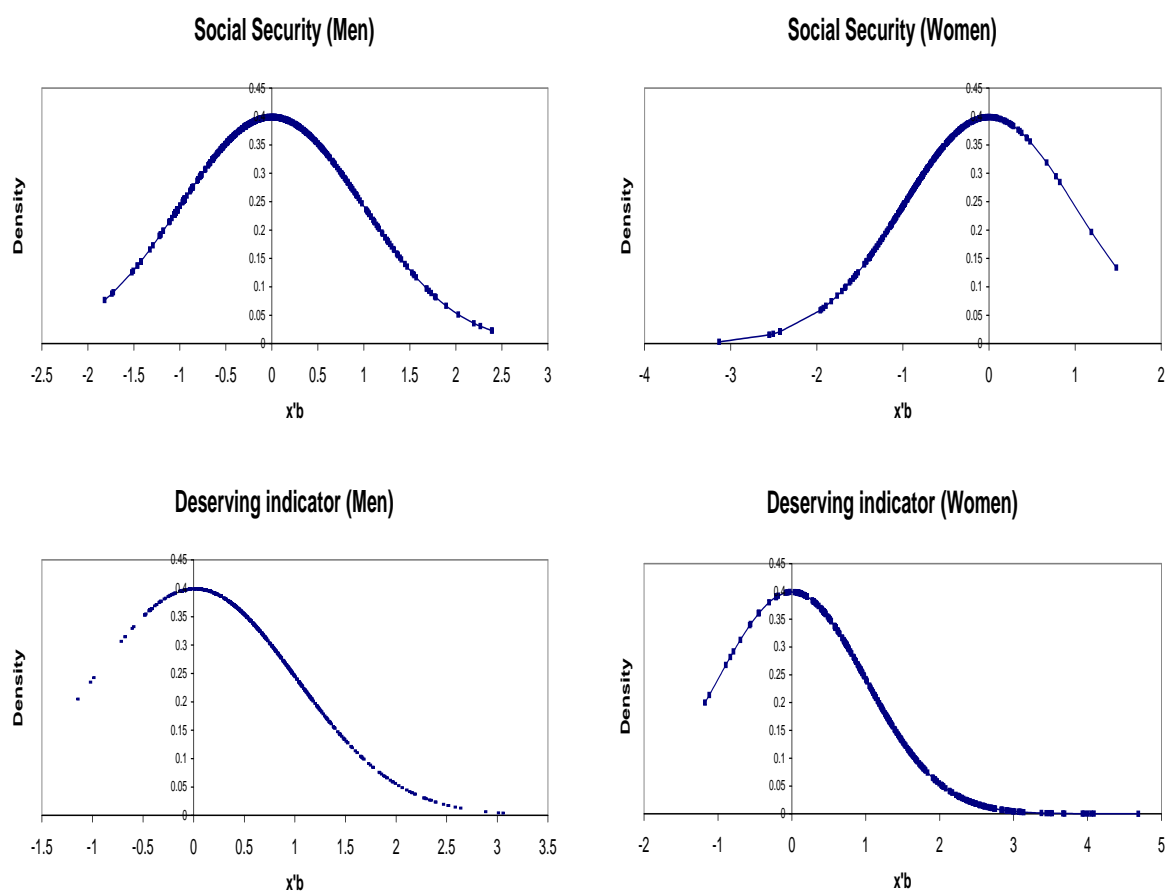 Social Security (Men)
0.45
0.4
0.35
0.3
0.25
0.2
0.15
0.1
0.05
0
Density
-2.5 -2 -1.5 -1 -0.5 0 0.5 1 1.5 2 2.5 3
x'b
Social Security (Women)
0.45
0.4
0.35
0.3
0.25
0.2
0.15
0.1
0.05
0
Density
-4 -3 -2 -1 0 1 2
x'b
Deserving indicator (Men)
0.45
0.4
0.35
0.3
0.25
0.2
0.15
0.1
0.05
0
Density
-1.5 -1 -0.5 0 0.5 1 1.5 2 2.5 3 3.5
x'b
Deserving indicator (Women)
0.45
0.4
0.35
0.3
0.25
0.2
0.15
0.1
0.05
0
Density
-2 -1 0 1 2 3 4 5
x'b